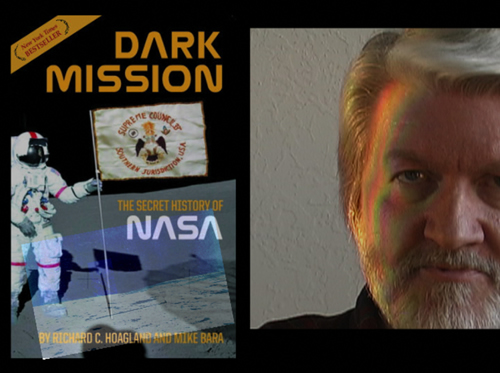 New York Times
BESTSELLER
DARK
MISSION
SUPREME COUNCIL 33°
SOUTHERN JURISDICTION, U.S.A.
THE SECRET HISTORY OF
NASA
BY RICHARD C. HOAGLAND AND MIKE BARA